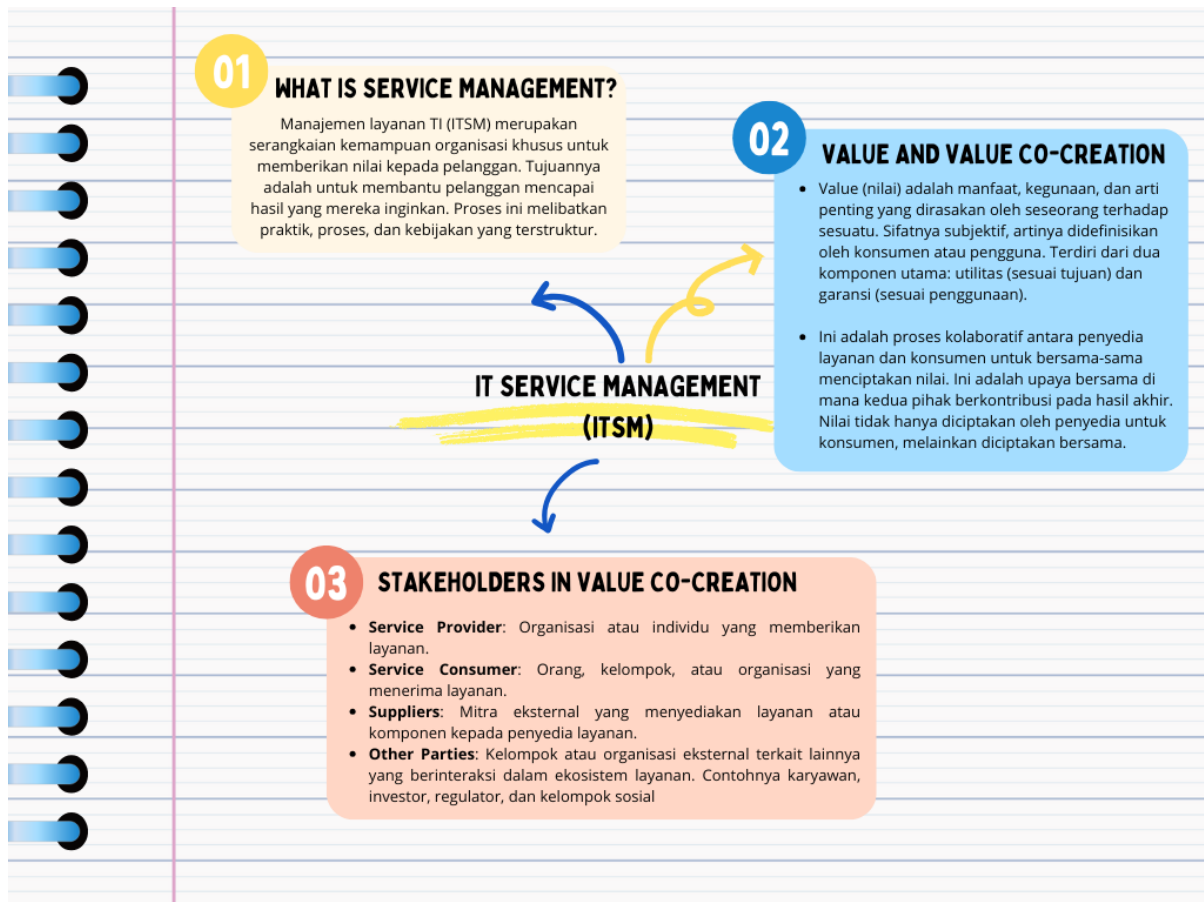 01
WHAT IS SERVICE MANAGEMENT?
Manajemen layanan TI (ITSM) merupakan
serangkaian kemampuan organisasi khusus untuk
memberikan nilai kepada pelanggan. Tujuannya
adalah untuk membantu pelanggan mencapai
hasil yang mereka inginkan. Proses ini melibatkan
praktik, proses, dan kebijakan yang terstruktur.
02
VALUE AND VALUE CO-CREATION
• Value (nilai) adalah manfaat, kegunaan, dan arti
penting yang dirasakan oleh seseorang terhadap
sesuatu. Sifatnya subjektif, artinya didefinisikan
oleh konsumen atau pengguna. Terdiri dari dua
komponen utama: utilitas (sesuai tujuan) dan
garansi (sesuai penggunaan).
• Ini adalah proses kolaboratif antara penyedia
layanan dan konsumen untuk bersama-sama
menciptakan nilai. Ini adalah upaya bersama di
mana kedua pihak berkontribusi pada hasil akhir.
Nilai tidak hanya diciptakan oleh penyedia untuk
konsumen, melainkan diciptakan bersama.
IT SERVICE MANAGEMENT
(ITSM)
03
STAKEHOLDERS IN VALUE CO-CREATION
• Service Provider: Organisasi atau individu yang memberikan
layanan.
• Service Consumer: Orang, kelompok, atau organisasi yang
menerima layanan.
• Suppliers: Mitra eksternal yang menyediakan layanan atau
komponen kepada penyedia layanan.
• Other Parties: Kelompok atau organisasi eksternal terkait lainnya
yang berinteraksi dalam ekosistem layanan. Contohnya karyawan,
investor, regulator, dan kelompok sosial